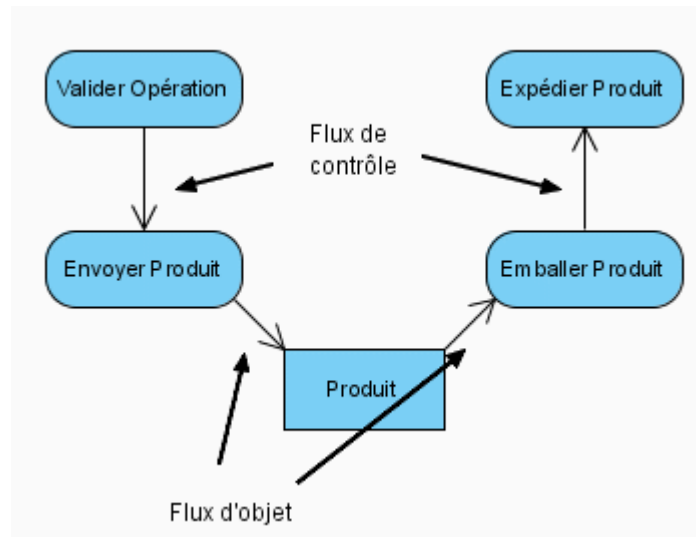 Valider Opération
Expédier Produit
Flux de
contrôle
Envoyer Produit
Emballer Produit
Produit
Flux d'objet